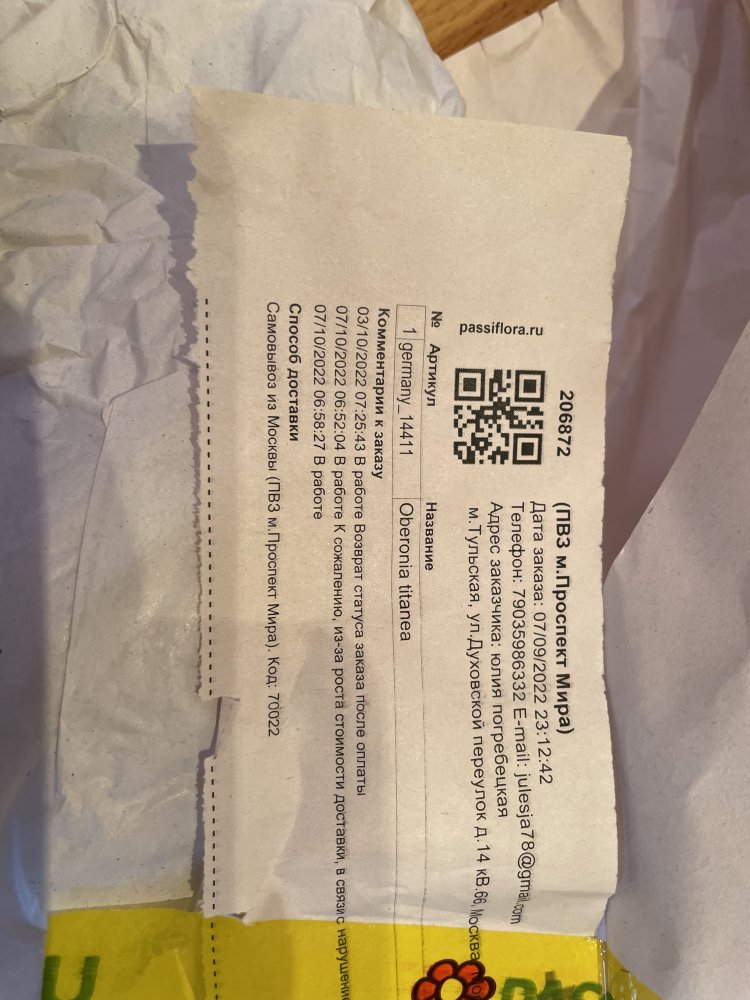 206872
(ПВЗ м.Проспект Мира)
Дата заказа: 07/09/2022 23:12:42
Телефон: 79035986332 E-mail: julesja78@gmail.com
Адрес заказчика: юлия погребецкая
м.Тульская, ул.Духовской переулок д.14 кВ.66, Москва
passiflora.ru
№ Артикул Название
1 germany_14411 Oberonia titanea
Комментарии к заказу
03/10/2022 07:25:43 В работе Возврат статуса заказа после оплаты
07/10/2022 06:52:04 В работе К сожалению, из-за роста стоимости доставки, в связи с нарушение
07/10/2022 06:58:27 В работе
Способ доставки
Самовывоз из Москвы (ПВЗ м.Проспект Мира). Код: 70022